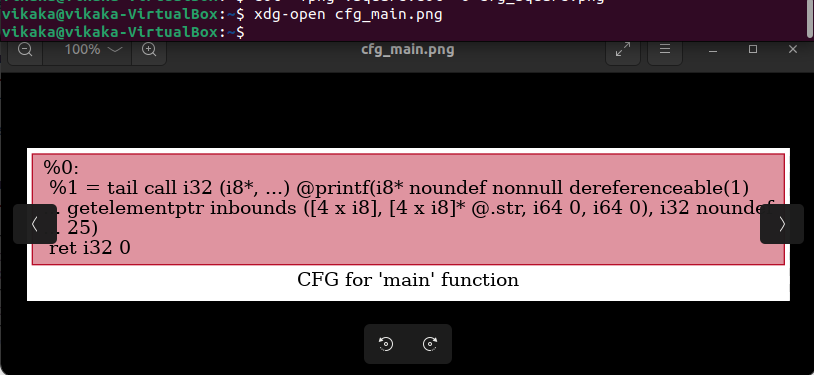 vikaka@vikaka-VirtualBox:~$ xdg-open cfg_main.png
vikaka@vikaka-VirtualBox:~$
100%
cfg_main.png
%0:
%1 = tail call i32 (i8*, ...) @printf(i8* noundef nonnull dereferenceable(1)
. getelementptr inbounds ([4 x i8], [4 x i8]* @.str, i64 0, i64 0), i32 noundef
. 25)
ret i32 0
CFG for 'main' function